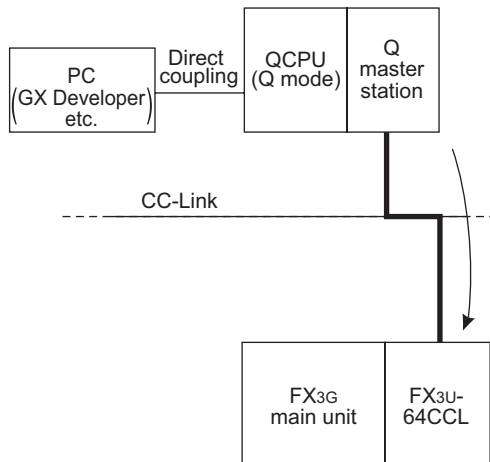 PC
(GX Developer
etc.)
Direct
coupling
QCPU
(Q mode)
Q
master
station
CC-Link
FX3G
main unit
FX3U-
64CCL